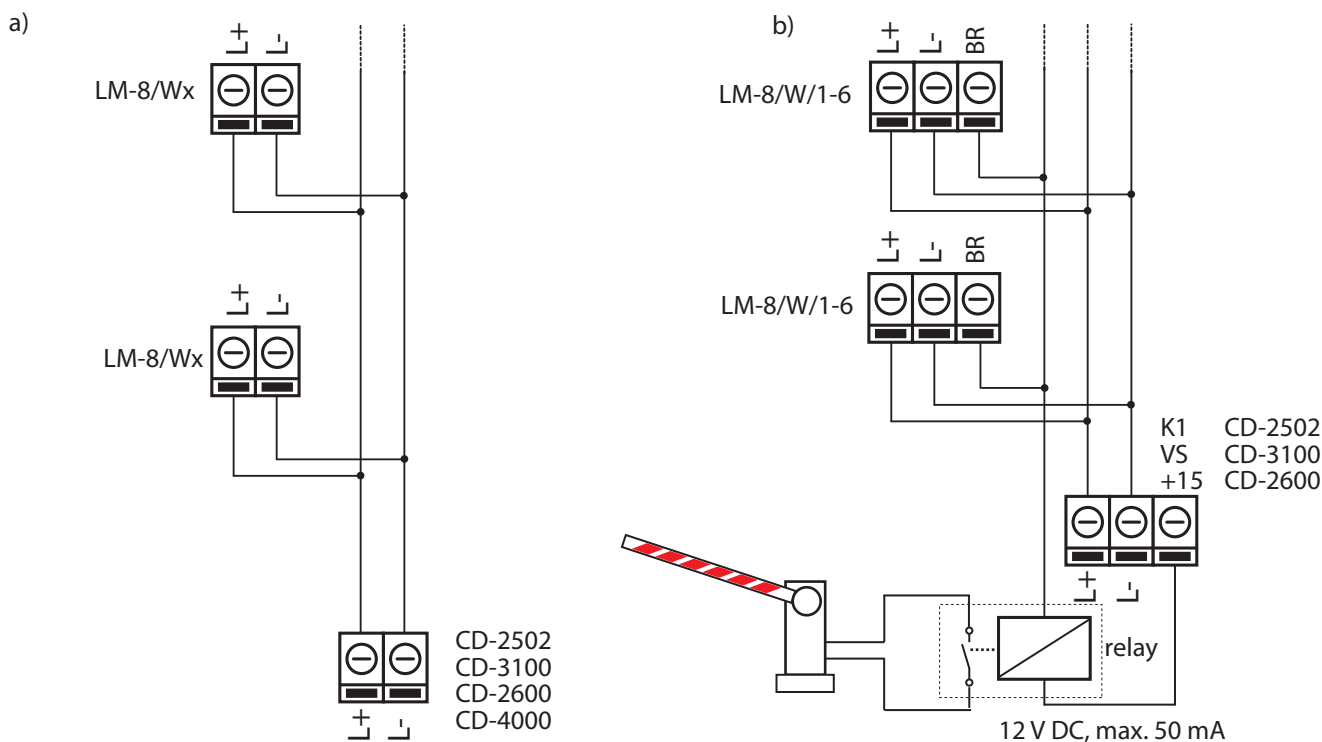 a)
L+ L-
LM-8/Wx
L+ L-
LM-8/Wx
CD-2502
CD-3100
CD-2600
CD-4000
L+ L-
b)
L+ L- BR
LM-8/W/1-6
L+ L- BR
LM-8/W/1-6
K1 CD-2502
VS CD-3100
+15 CD-2600
L+ L-
relay
12 V DC, max. 50 mA